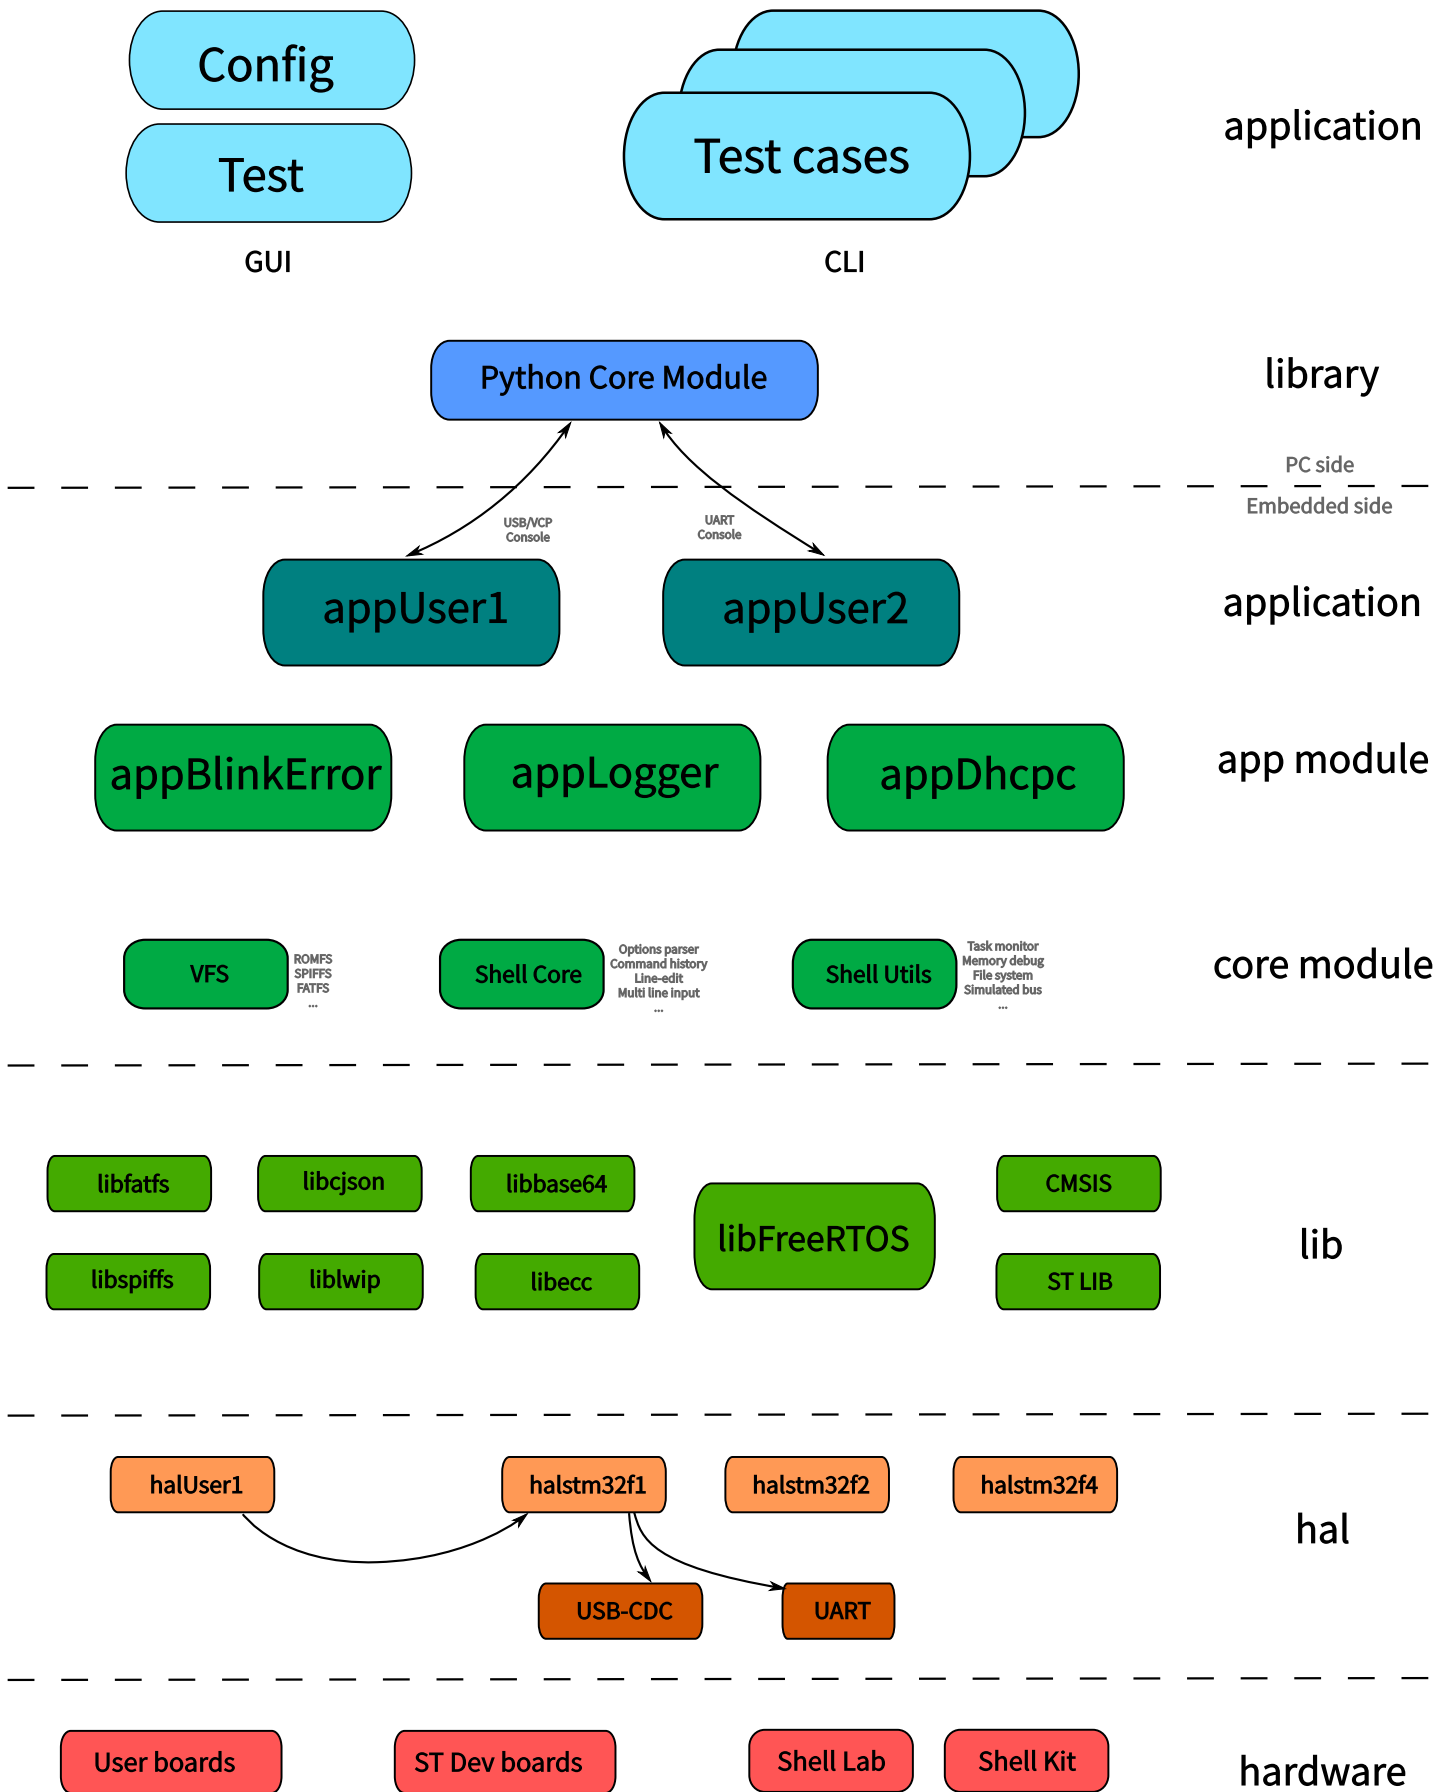 Config
Test
GUI
Test cases
CLI
application
Python Core Module
library
PC side
Embedded side
USB/VCP
Console
UART
Console
appUser1
appUser2
application
appBlinkError
appLogger
appDhcpc
app module
VFS
ROMFS
SPIFFS
FATFS
...
Shell Core
Options parser
Command history
Line-edit
Multi line input
...
Shell Utils
Task monitor
Memory debug
File system
Simulated bus
...
core module
libfatfs
libcjson
libbase64
libFreeRTOS
CMSIS
libspiffs
liblwip
libecc
ST LIB
lib
halUser1
halstm32f1
halstm32f2
halstm32f4
hal
USB-CDC
UART
User boards
ST Dev boards
Shell Lab
Shell Kit
hardware